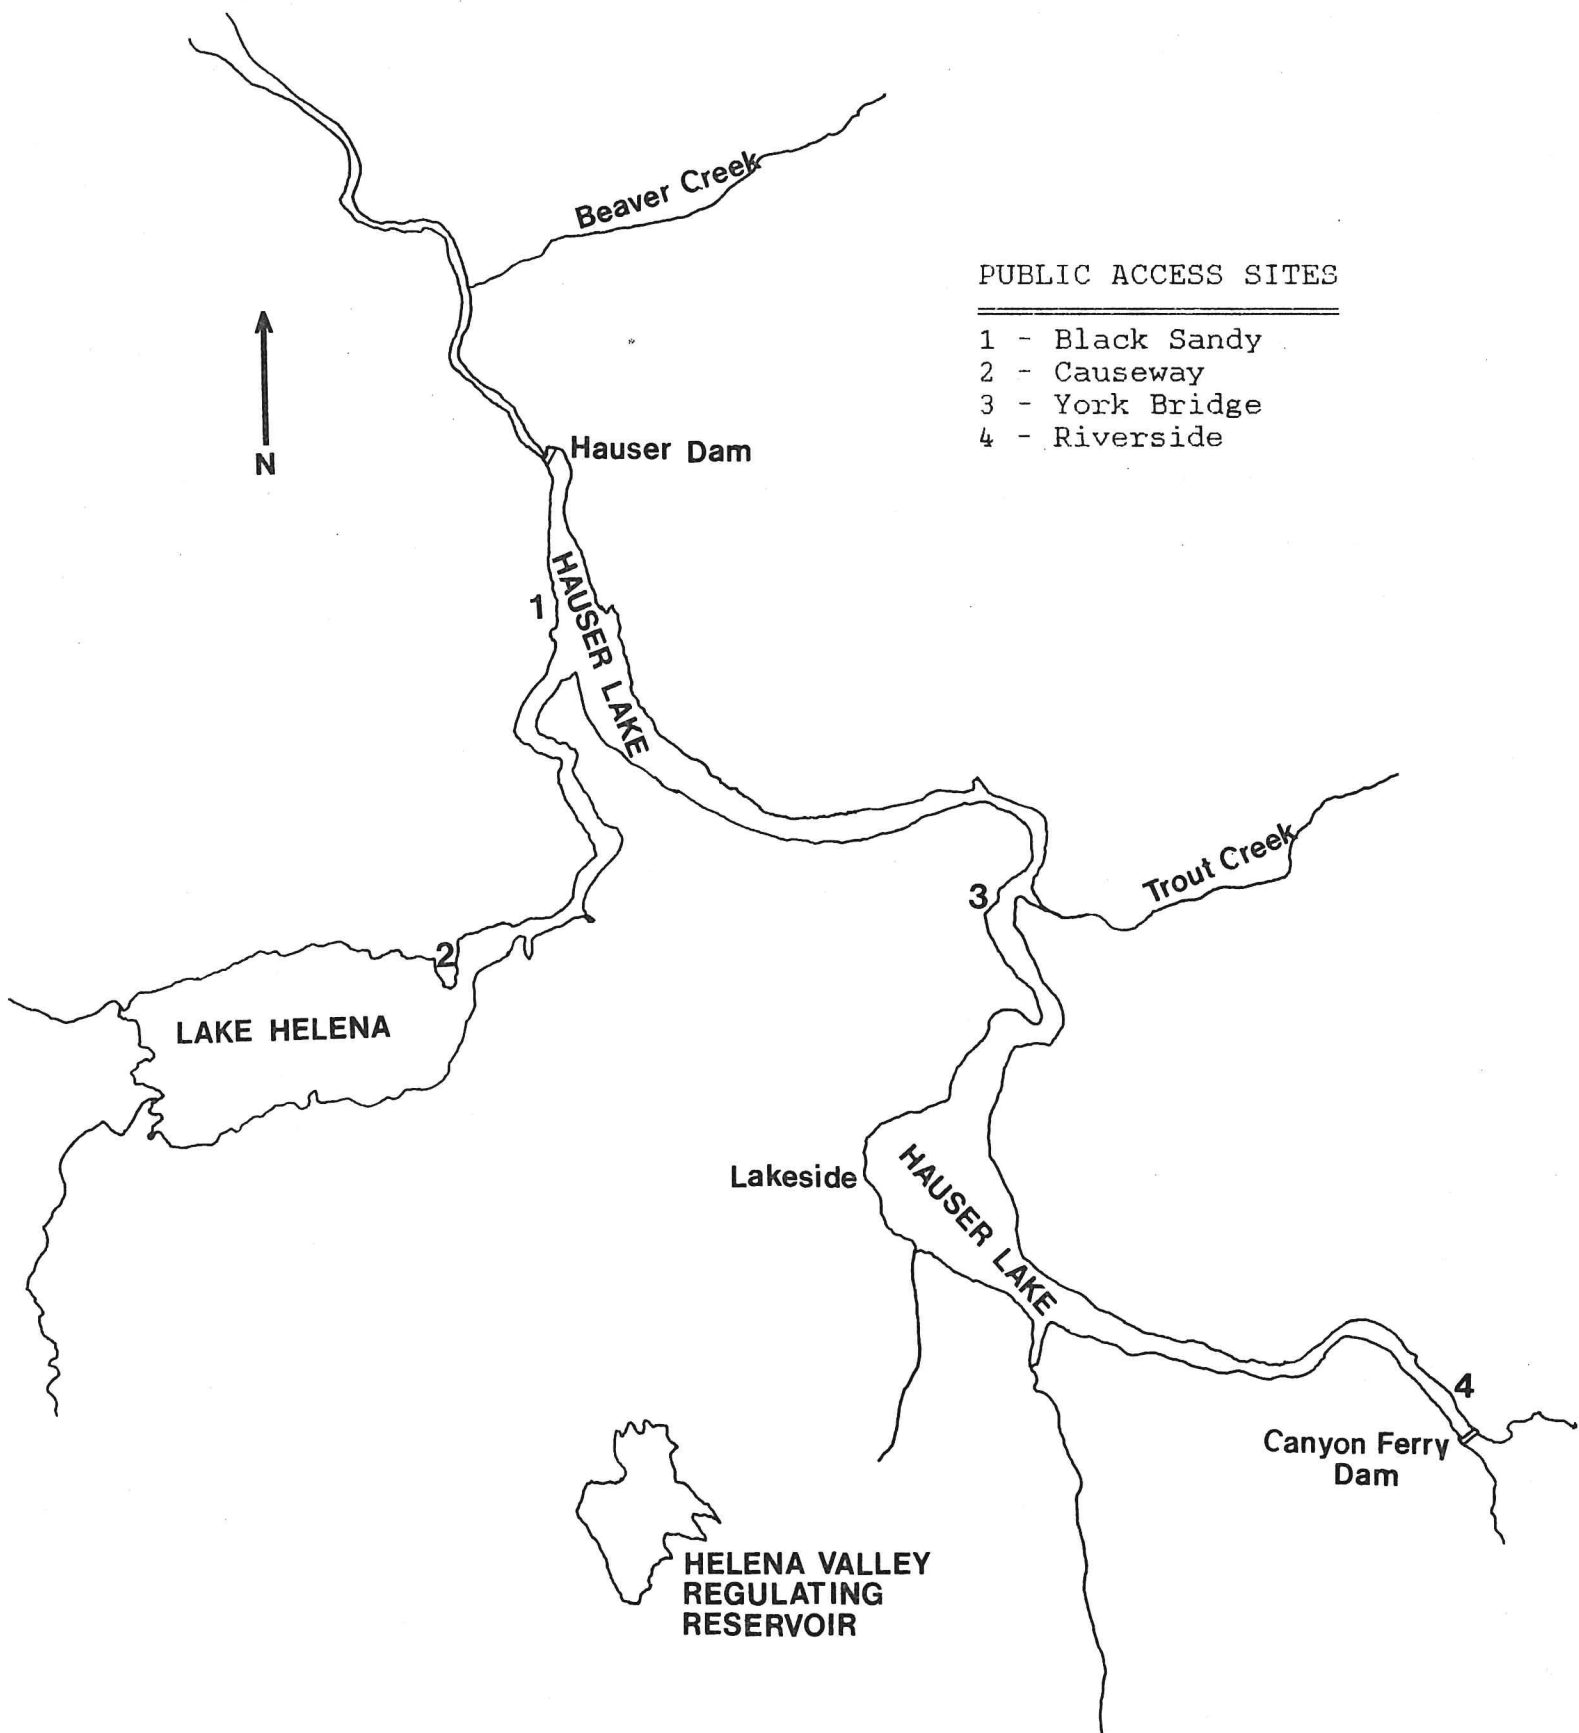 Beaver Creek
PUBLIC ACCESS SITES
1 - Black Sandy
2 - Causeway
3 - York Bridge
4 - Riverside
N
Hauser Dam
1
HAUSER LAKE
Trout Creek
3
2
LAKE HELENA
Lakeside
HAUSER LAKE
4
Canyon Ferry
Dam
HELENA VALLEY
REGULATING
RESERVOIR